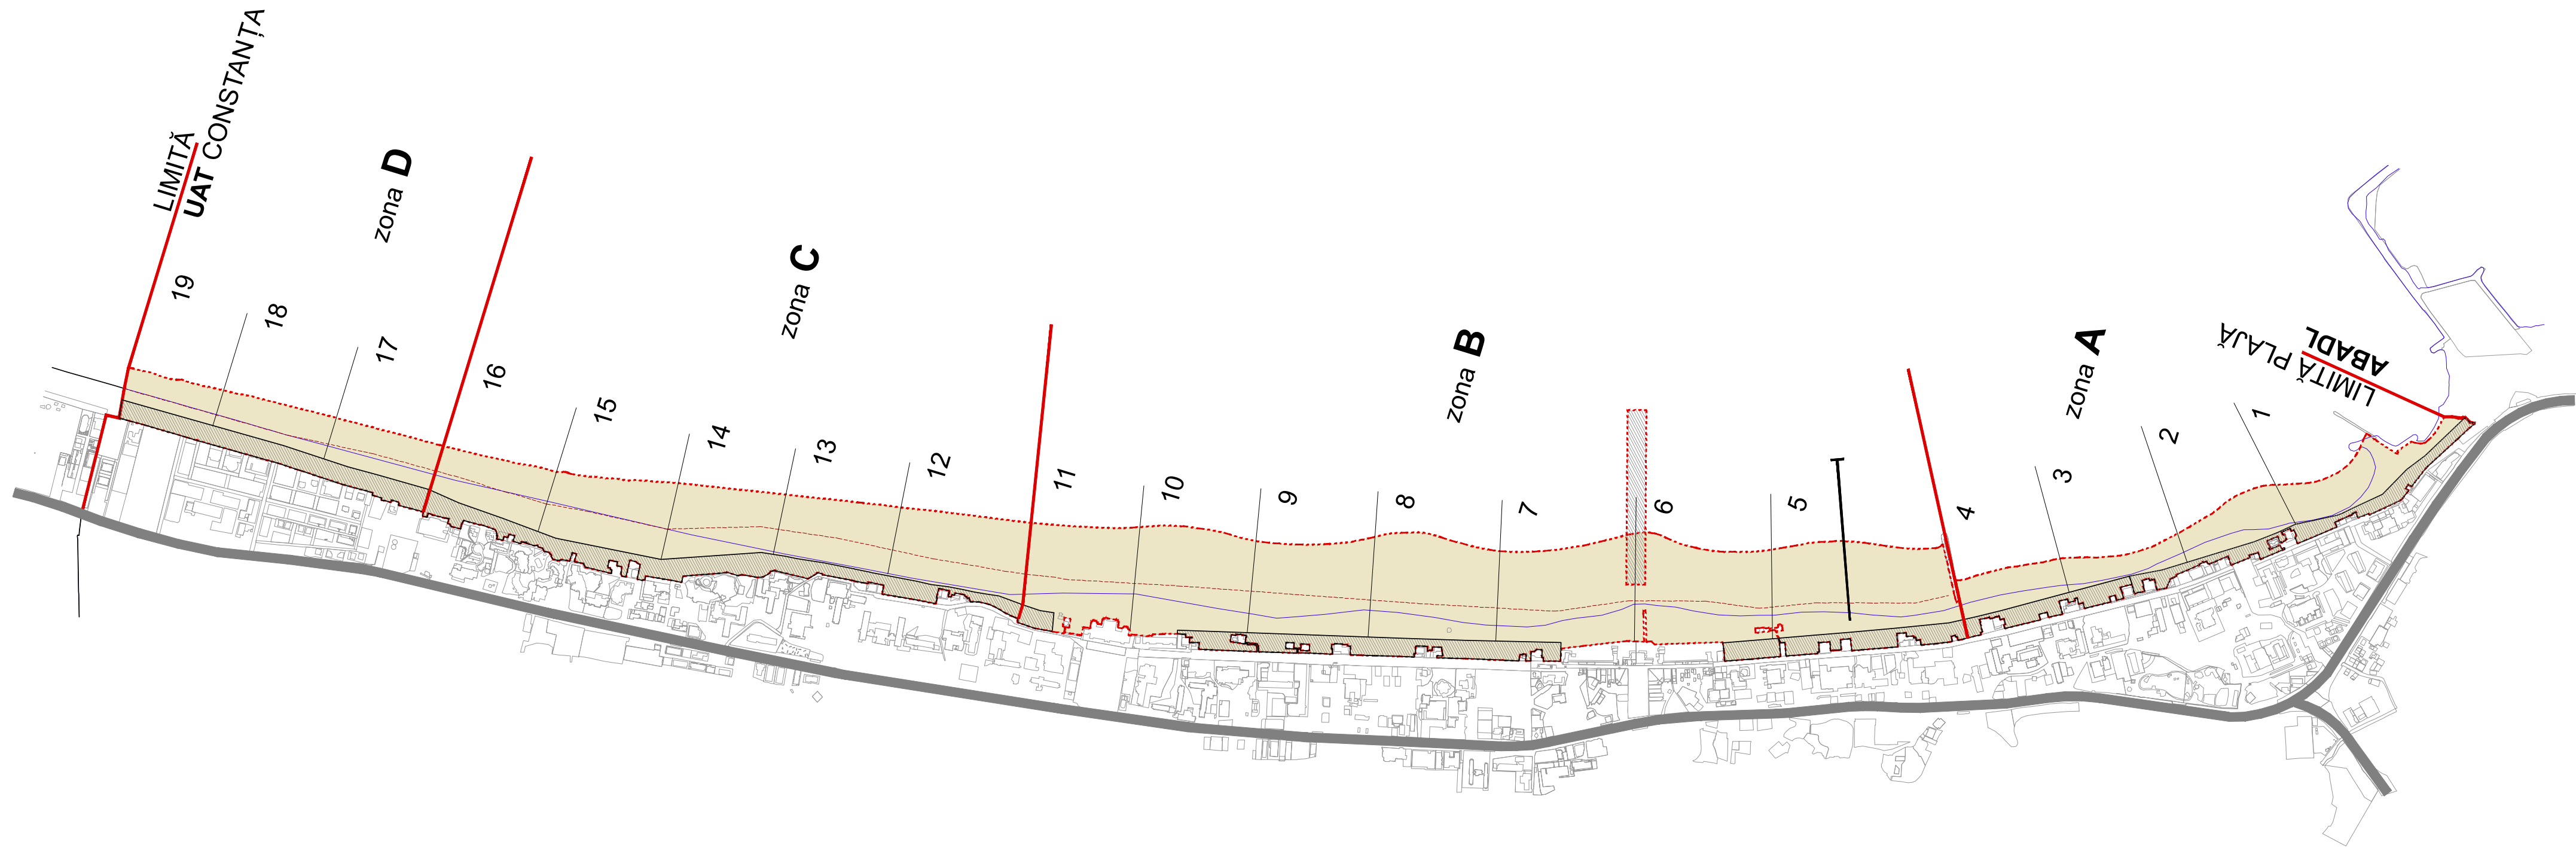 LIMITĂ
UAT CONSTANȚA
zona D
zona C
zona B
zona A
LIMITĂ PLAJĂ
ABADL
19
18
17
16
15
14
13
12
11
10
9
8
7
6
5
4
3
2
1